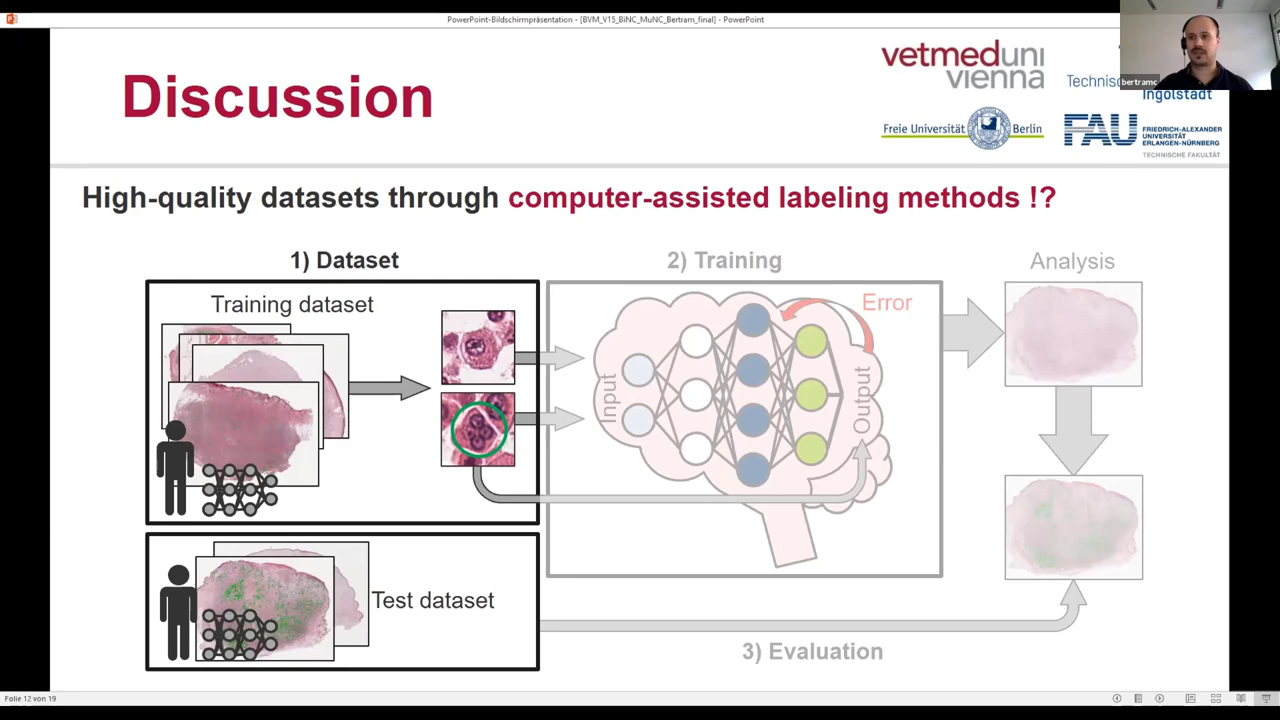 PowerPoint-Bildschirmpräsentation - [BVM_V15_BiNC_MuNC_Bertram_final] - PowerPoint
bertramc
Discussion
vetmeduni
vienna
Ingolstadt
Freie Universität Berlin
FAU
FRIEDRICH-ALEXANDER
UNIVERSITÄT
ERLANGEN-NÜRNBERG
TECHNISCHE FAKULTÄT
High-quality datasets through computer-assisted labeling methods !?
1) Dataset
2) Training
Analysis
Training dataset
Error
Input
Output
Test dataset
3) Evaluation
Folie 12 von 19